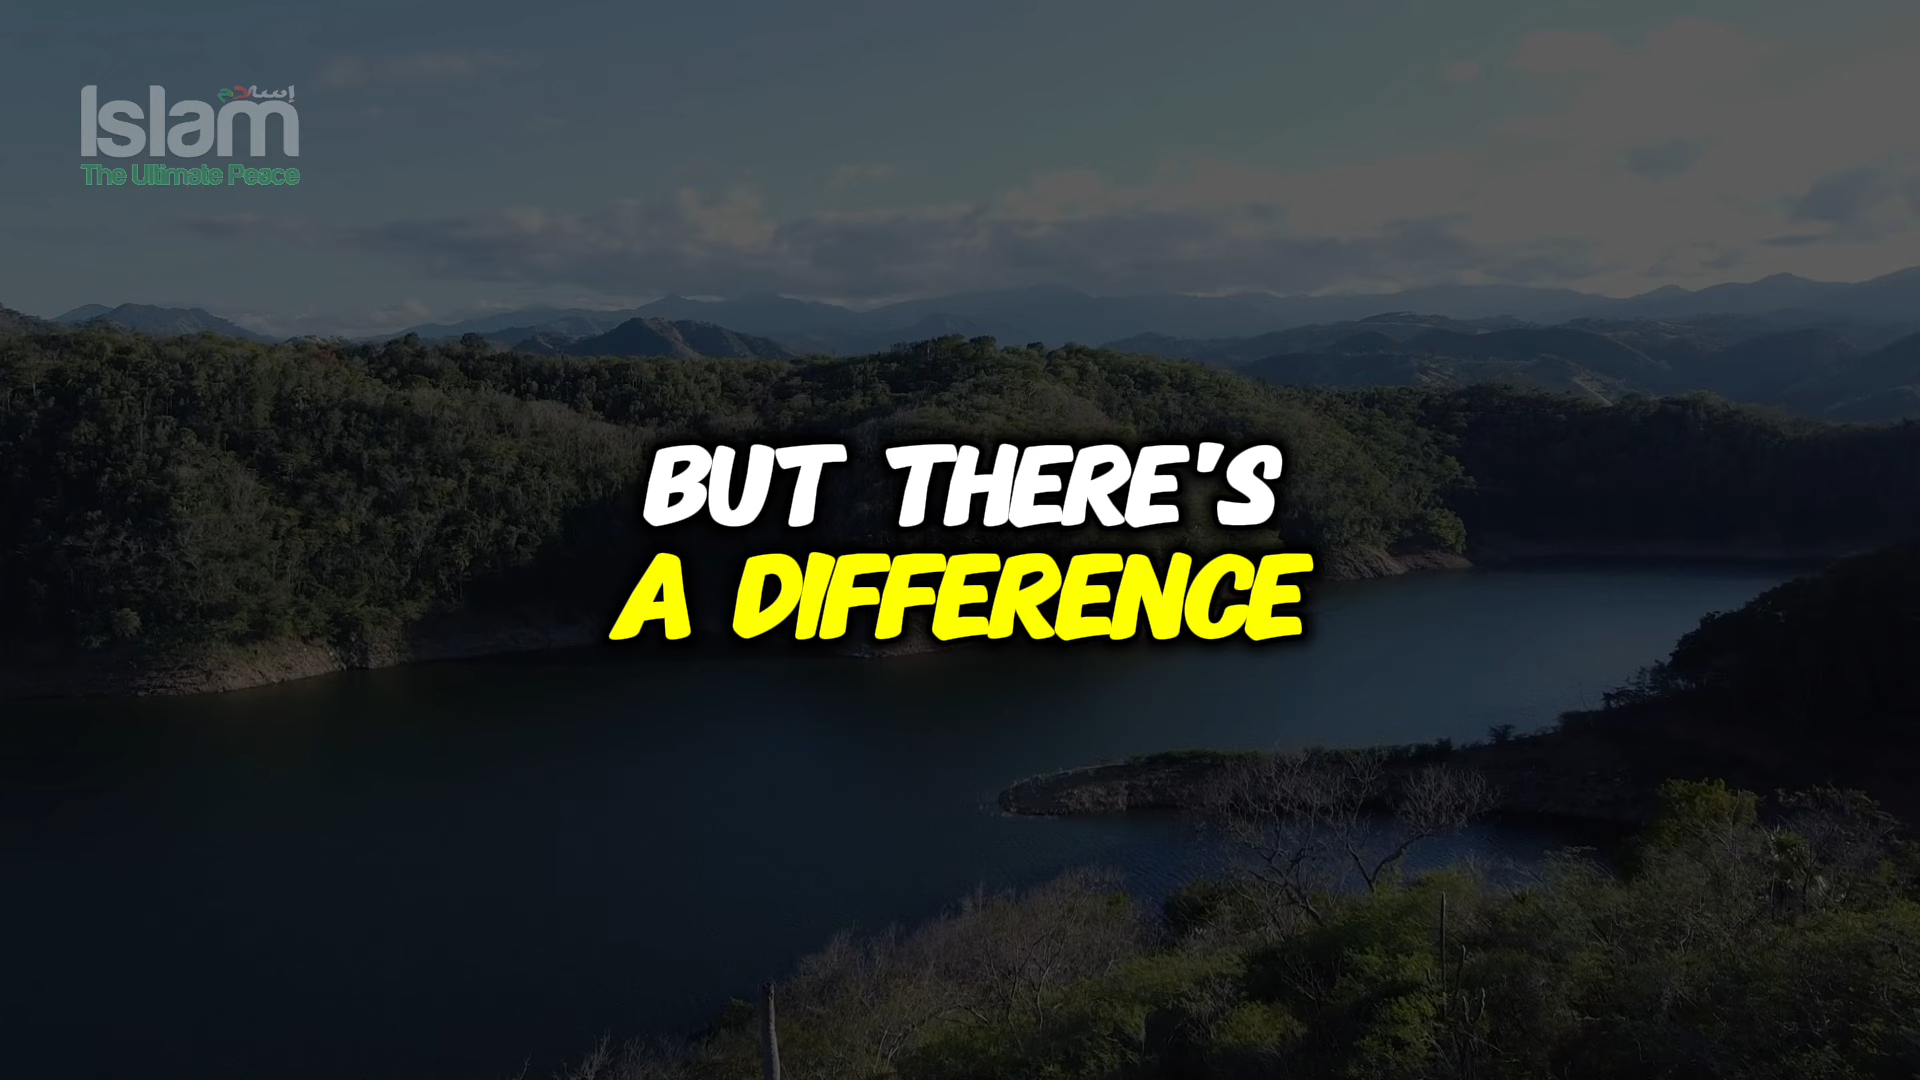 إسلام
Islam
The Ultimate Peace
BUT THERE'S
A DIFFERENCE